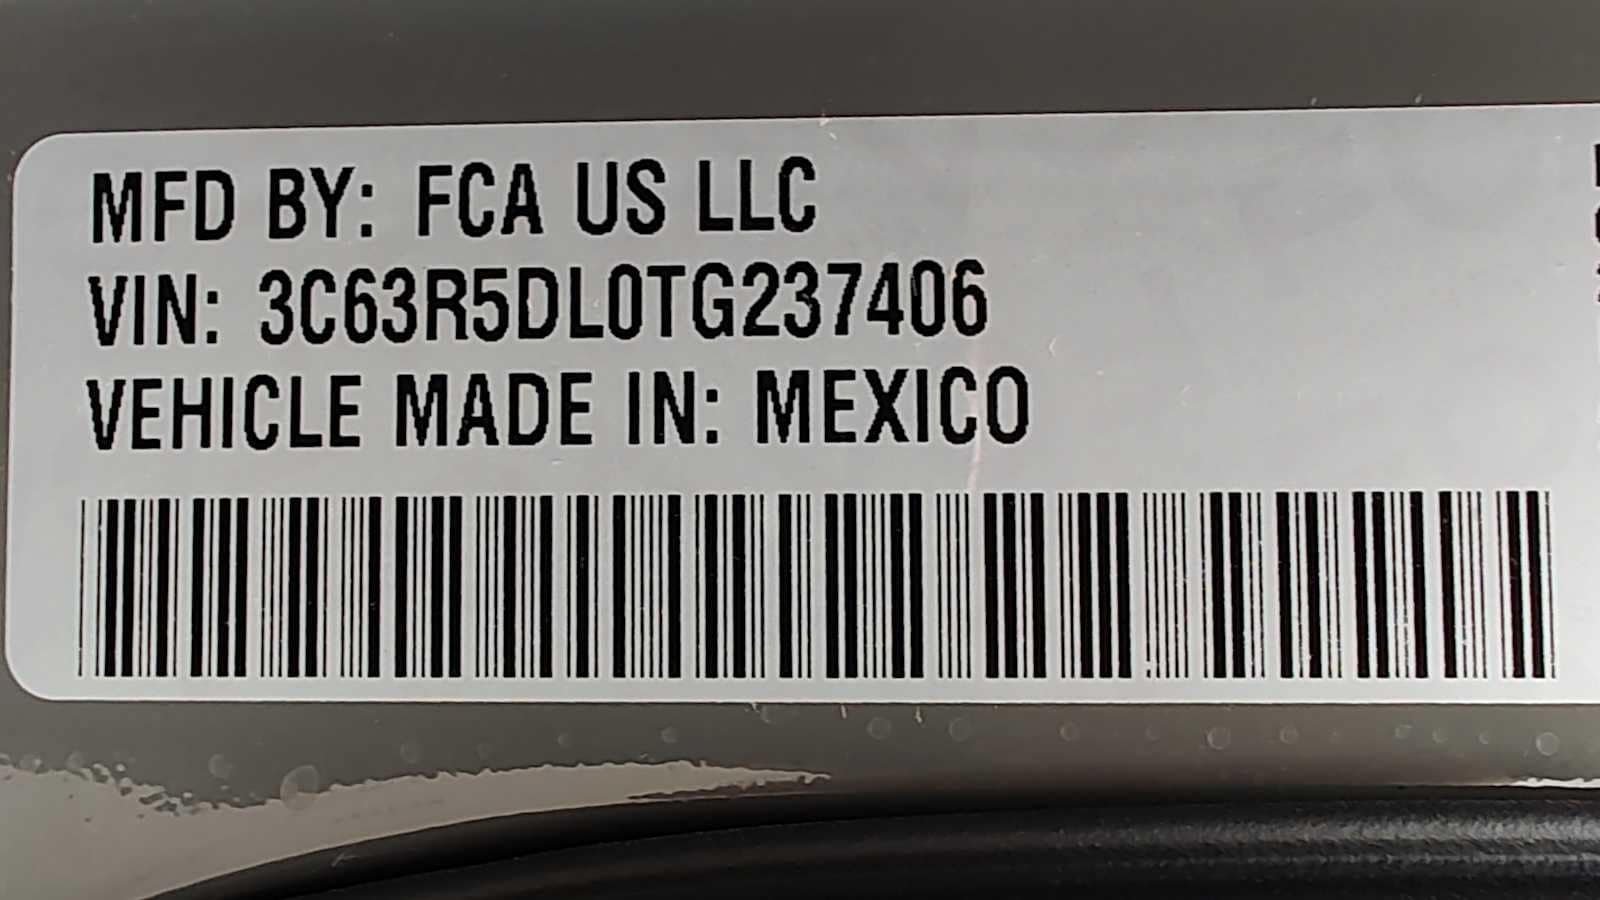 MFD BY: FCA US LLC
VIN: 3C63R5DL0TG237406
VEHICLE MADE IN: MEXICO